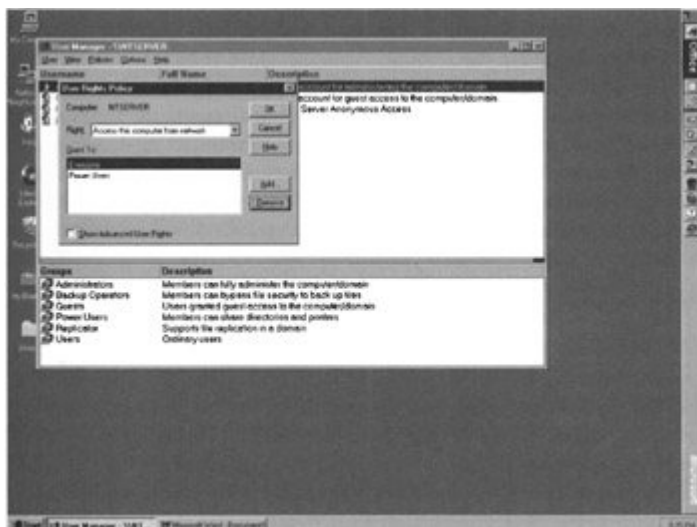 User Manager - \\NTSERVER
User View Policies Options Help
Username Full Name Description
account for administering the computer/domain
account for guest access to the computer/domain
Server Anonymous Access
User Rights Policy
Computer: NTSERVER
OK
Right: Access this computer from network
Cancel
Help
Grant To:
Everyone
Power Users
Add
Remove
Show Advanced User Rights
Groups Description
Administrators Members can fully administer the computer/domain
Backup Operators Members can bypass file security to back up files
Guests Users granted guest access to the computer/domain
Power Users Members can share directories and printers
Replicator Supports file replication in a domain
Users Ordinary users
Start
User Manager - \\NT
Office